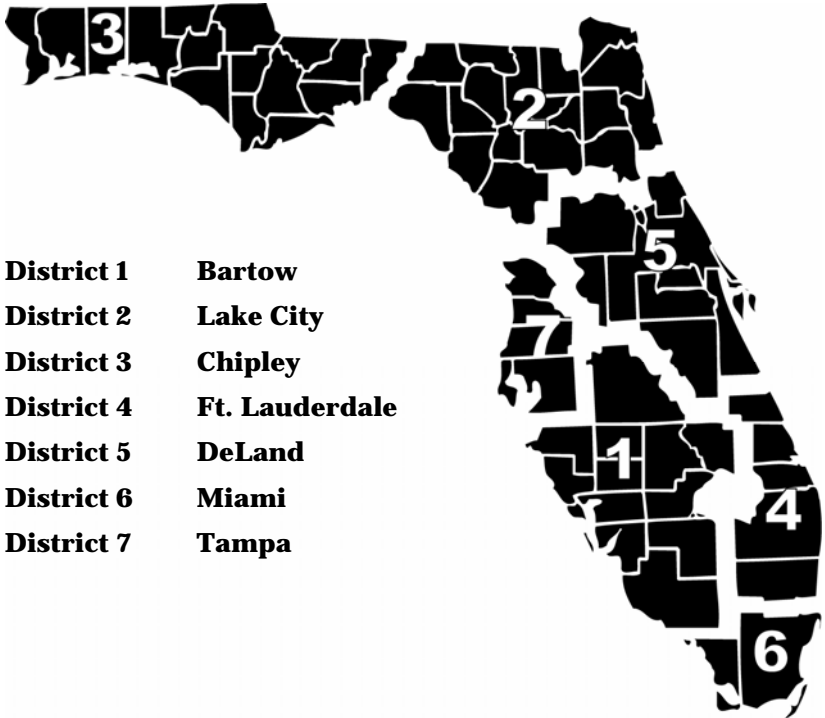 3
2
5
District 1 Bartow
District 2 Lake City
7
District 3 Chipley
District 4 Ft. Lauderdale
District 5 DeLand
1
District 6 Miami
4
District 7 Tampa
6